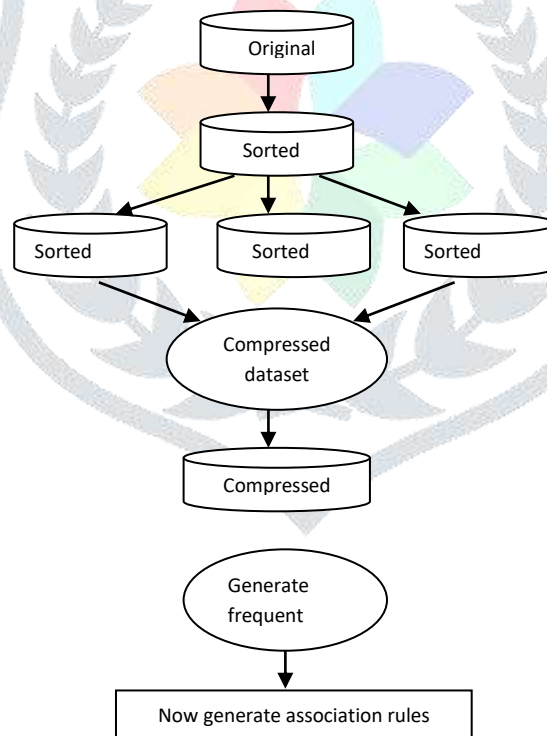 Original
Sorted
Sorted
Sorted
Sorted
Compressed
dataset
Compressed
Generate
frequent
Now generate association rules